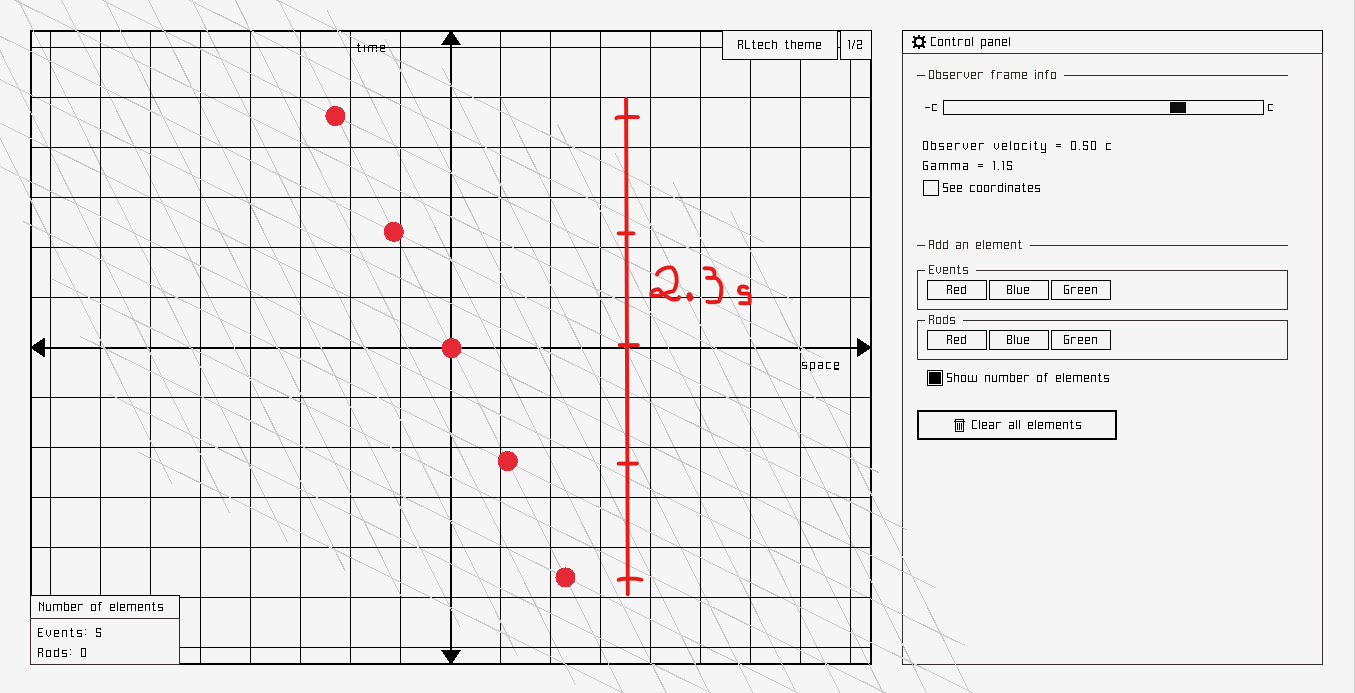 time
ALtech theme
1/2
space
2.3 s
Number of elements
Events: 5
Rods: 0
Control panel
Observer frame info
-c
c
Observer velocity = 0.50 c
Gamma = 1.15
See coordinates
Add an element
Events
Red Blue Green
Rods
Red Blue Green
Show number of elements
Clear all elements